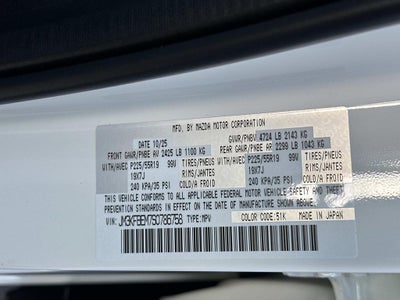 MFD. BY MAZDA MOTOR CORPORATION
DATE 10/25 GVWR/PNBV 4724 LB 2143 KG
FRONT GAWR/PNBE AV 2425 LB 1100 KG REAR GAWR/PNBE AR 2299 LB 1043 KG
WITH/AVEC P225/55R19 99V TIRES/PNEUS WITH/AVEC P225/55R19 99V TIRES/PNEUS
19X7J RIMS/JANTES 19X7J RIMS/JANTES
240 KPA/35 PSI COLD/A FROID 240 KPA/35 PSI COLD/A FROID
THIS VEHICLE CONFORMS TO ALL APPLICABLE FEDERAL MOTOR VEHICLE SAFETY AND THEFT
PREVENTION STANDARDS IN EFFECT ON THE DATE OF MANUFACTURE SHOWN ABOVE.
VIN: JM3KFBEM7S0786758 TYPE: MPV
COLOR: 51K MADE IN JAPAN